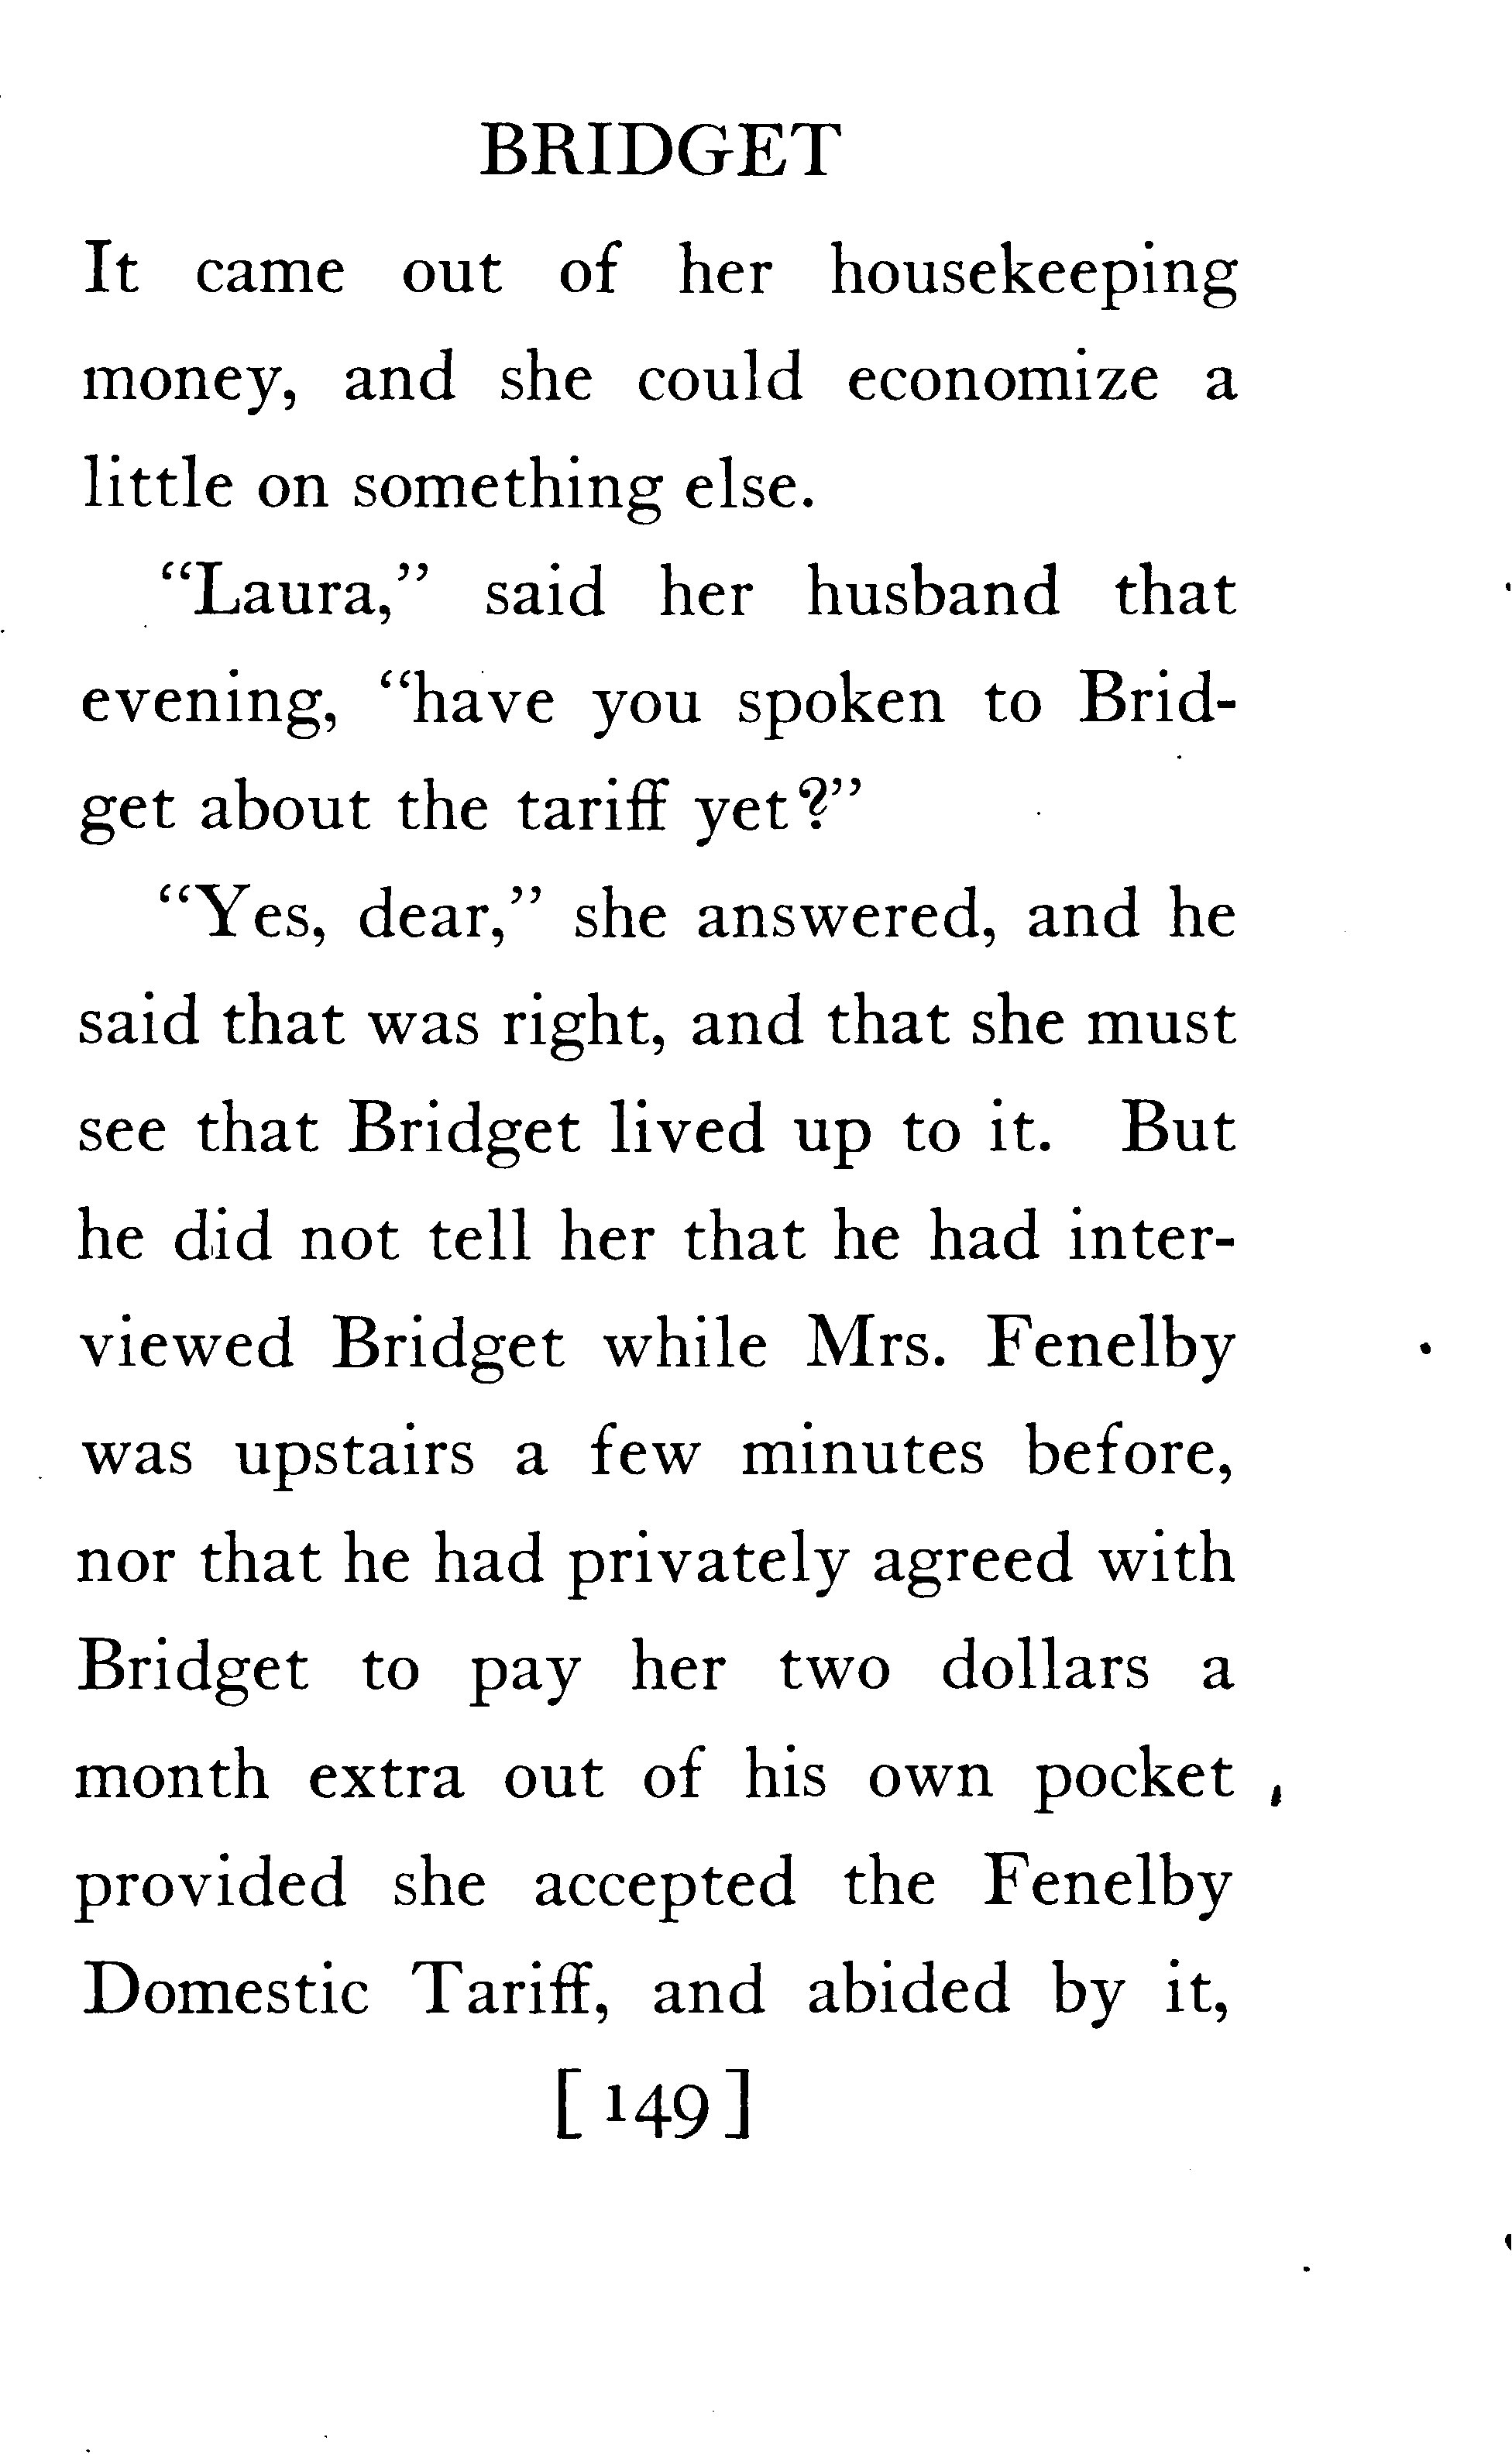 BRIDGET
It came out of her housekeeping
money, and she could economize a
little on something else.
“Laura,” said her husband that
evening, “have you spoken to Brid-
get about the tariff yet?”
“Yes, dear,” she answered, and he
said that was right, and that she must
see that Bridget lived up to it. But
he did not tell her that he had inter-
viewed Bridget while Mrs. Fenelby
was upstairs a few minutes before,
nor that he had privately agreed with
Bridget to pay her two dollars a
month extra out of his own pocket
provided she accepted the Fenelby
Domestic Tariff, and abided by it,
[149]